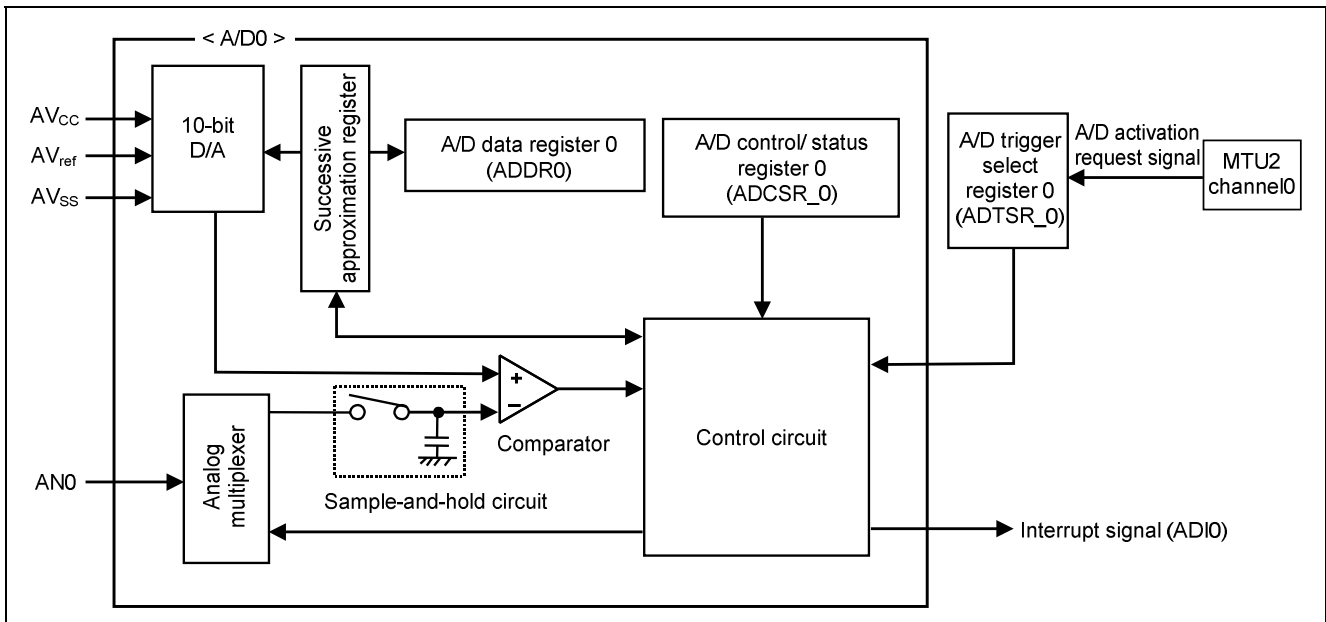 < A/D0 >
AVCC
AVref
AVSS
10-bit
D/A
Successive
approximation register
A/D data register 0
(ADDR0)
A/D control/ status
register 0
(ADCSR_0)
A/D trigger
select
register 0
(ADTSR_0)
A/D activation
request signal
MTU2
channel0
+
−
Comparator
Control circuit
AN0
Analog
multiplexer
Sample-and-hold circuit
Interrupt signal (ADI0)